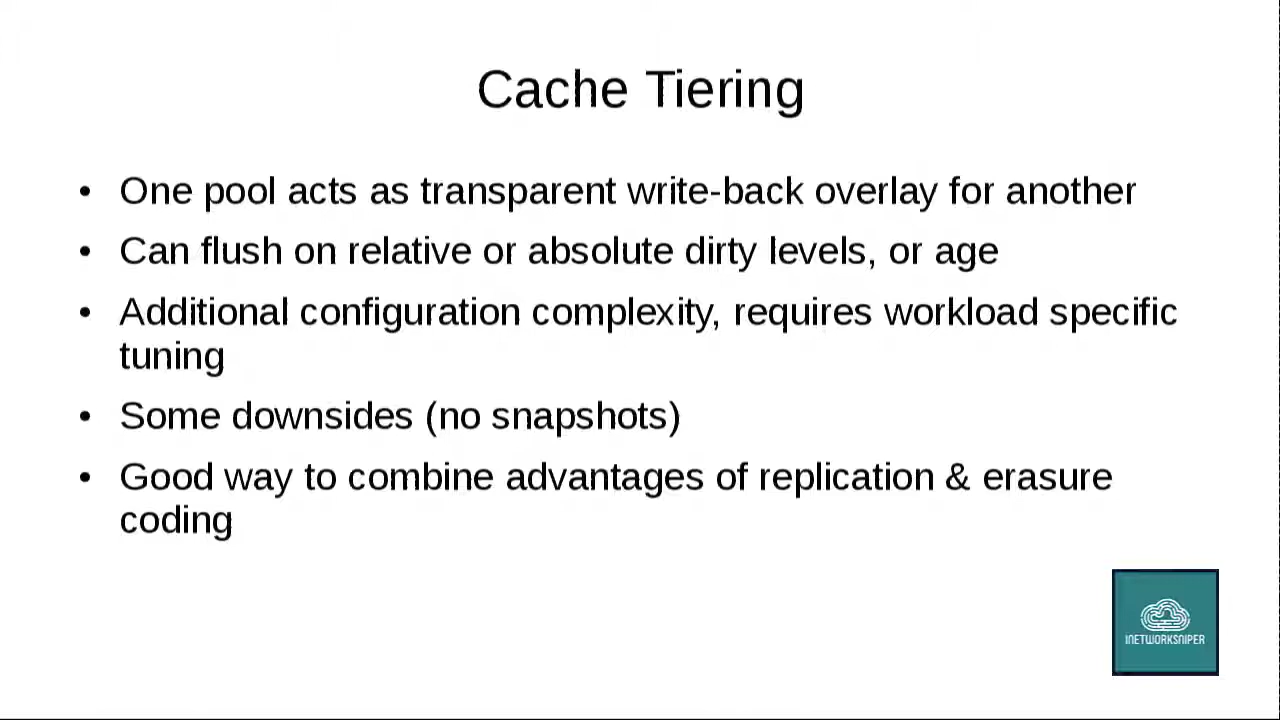 Cache Tiering
• One pool acts as transparent write-back overlay for another
• Can flush on relative or absolute dirty levels, or age
• Additional configuration complexity, requires workload specific
tuning
• Some downsides (no snapshots)
• Good way to combine advantages of replication & erasure
coding
INETWORKSNIPER